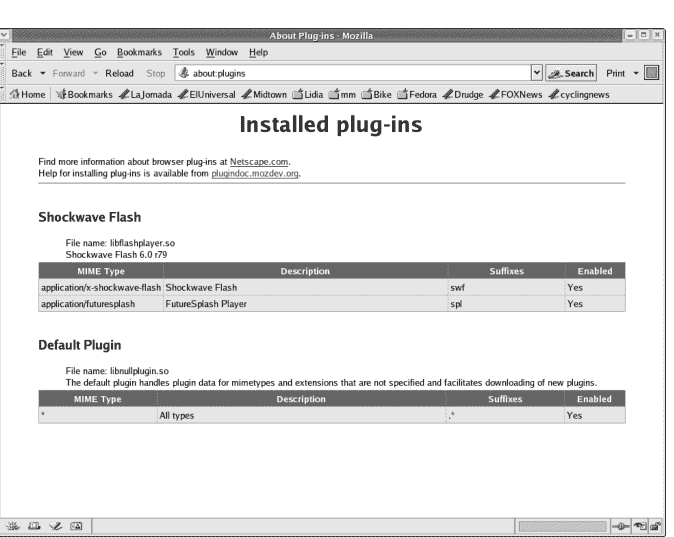 About Plug-ins - Mozilla
File Edit View Go Bookmarks Tools Window Help
Back Forward Reload Stop about:plugins Search Print
Home Bookmarks LaJornada ElUniversal Midtown Lidia mm Bike Fedora Drudge FOXNews cyclingnews
Installed plug-ins
Find more information about browser plug-ins at Netscape.com.
Help for installing plug-ins is available from plugindoc.mozdev.org.
Shockwave Flash
File name: libflashplayer.so
Shockwave Flash 6.0 r79
MIME Type Description Suffixes Enabled
application/x-shockwave-flash Shockwave Flash swf Yes
application/futuresplash FutureSplash Player spl Yes
Default Plugin
File name: libnullplugin.so
The default plugin handles plugin data for mimetypes and extensions that are not specified and facilitates downloading of new plugins.
MIME Type Description Suffixes Enabled
* All types .* Yes